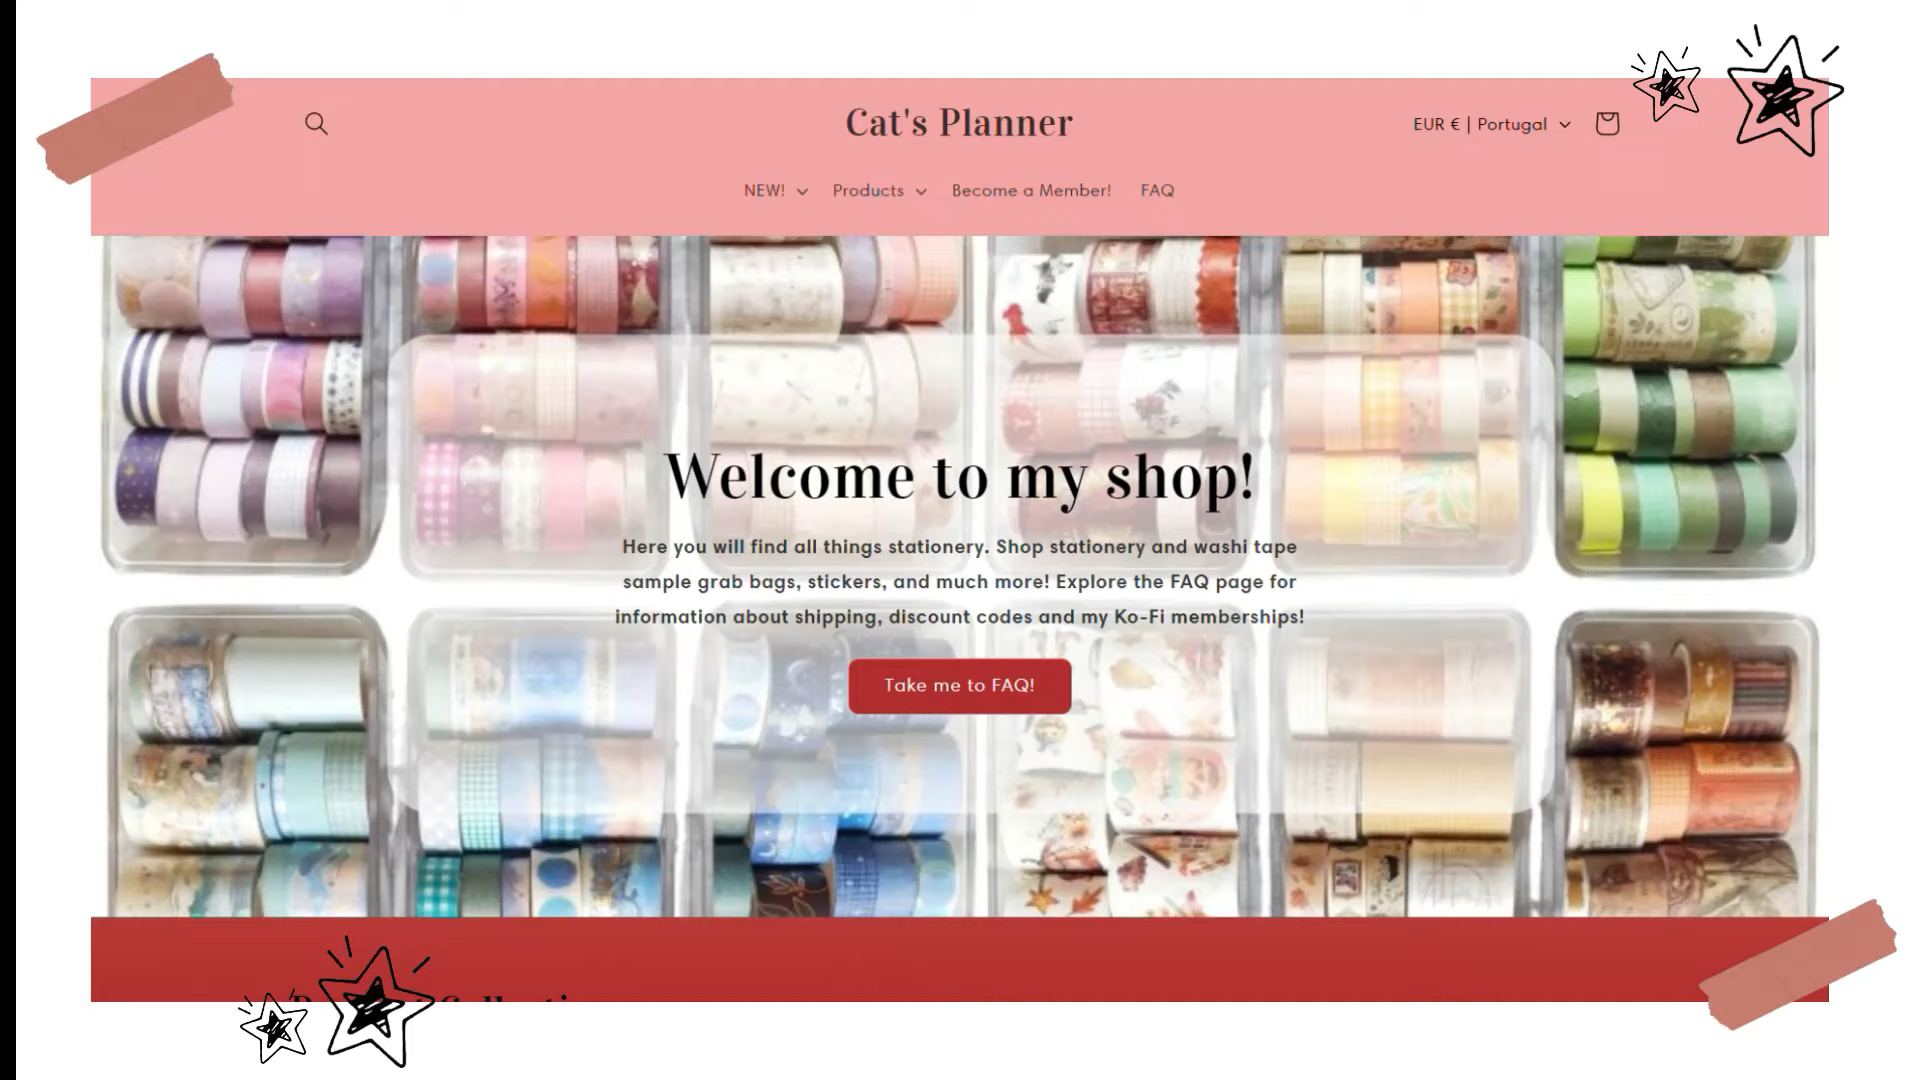 Cat's Planner
EUR € | Portugal
NEW! Products Become a Member! FAQ
Welcome to my shop!
Here you will find all things stationery. Shop stationery and washi tape
sample grab bags, stickers, and much more! Explore the FAQ page for
information about shipping, discount codes and my Ko-Fi memberships!
Take me to FAQ!